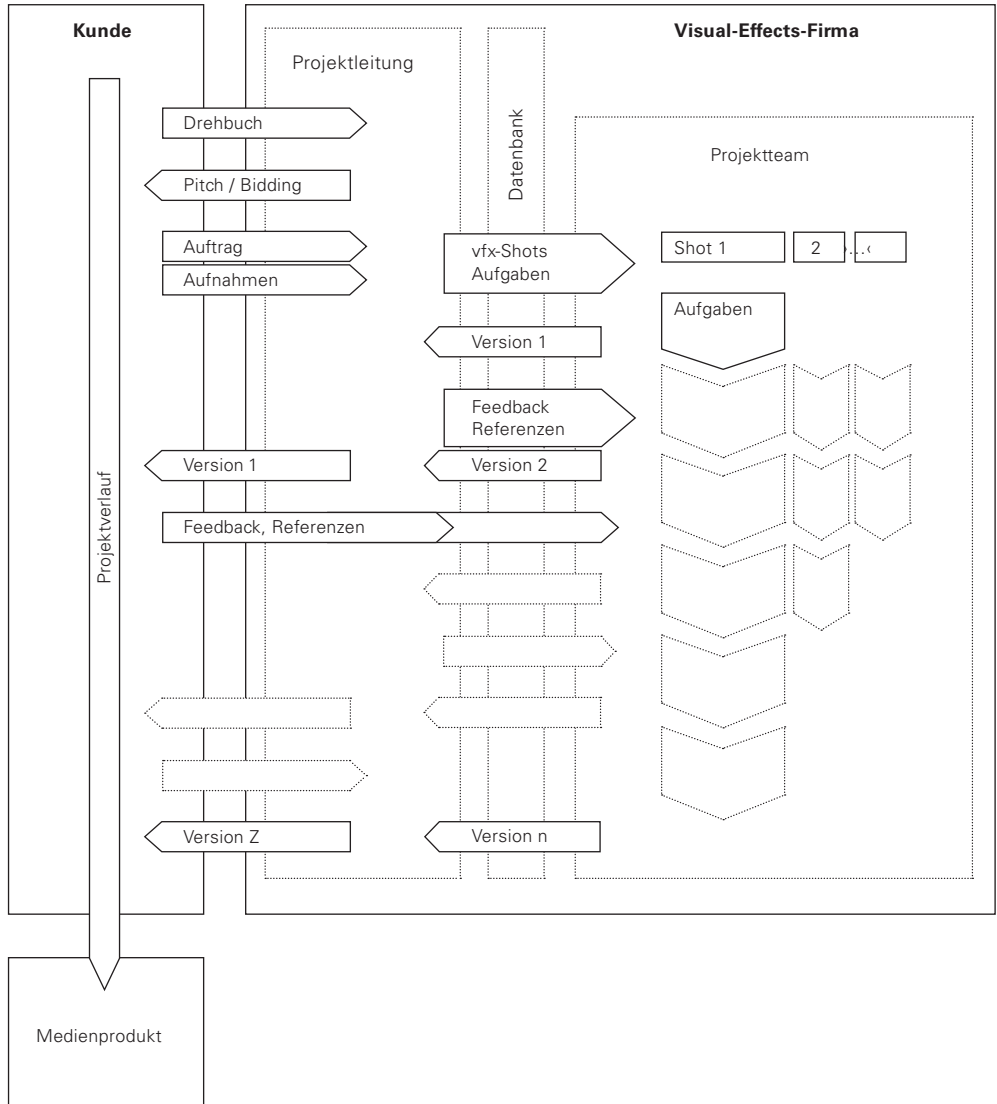 Kunde
Visual-Effects-Firma
Projektleitung
Datenbank
Projektteam
Drehbuch
Pitch / Bidding
Auftrag
Aufnahmen
vfx-Shots
Aufgaben
Shot 1
2
›…‹
Aufgaben
Version 1
Feedback
Referenzen
Version 1
Version 2
Feedback, Referenzen
Projektverlauf
Version Z
Version n
Medienprodukt